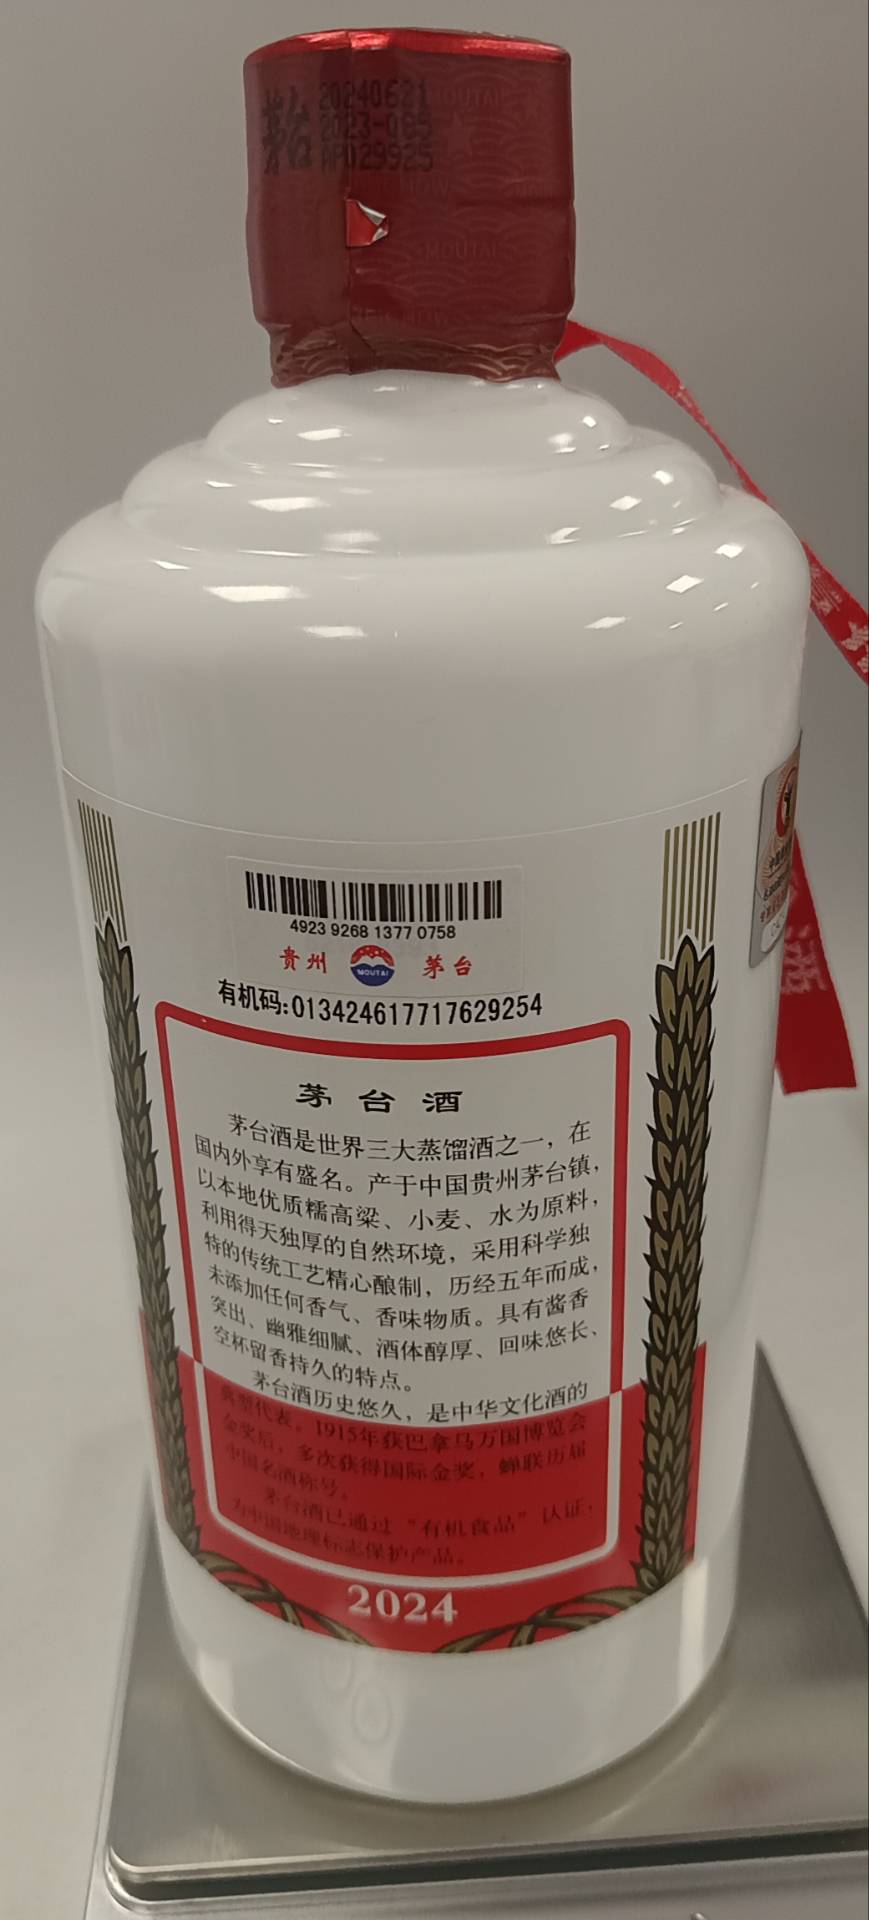 茅台
20240621
2023-085
AP029925
MOUTAI
MOUTAI
4923 9268 1377 0758
贵州 MOUTAI 茅台
有机码:013424617717629254
茅台酒
茅台酒是世界三大蒸馏酒之一，在
国内外享有盛名。产于中国贵州茅台镇，
以本地优质糯高粱、小麦、水为原料，
利用得天独厚的自然环境，采用科学独
特的传统工艺精心酿制，历经五年而成，
未添加任何香气、香味物质。具有酱香
突出、幽雅细腻、酒体醇厚、回味悠长、
空杯留香持久的特点。
茅台酒历史悠久，是中华文化酒的
典型代表。1915年获巴拿马万国博览会
金奖后，多次获得国际金奖，蝉联历届
中国名酒称号。
茅台酒已通过“有机食品”认证，
为中国地理标志保护产品。
2024
酒